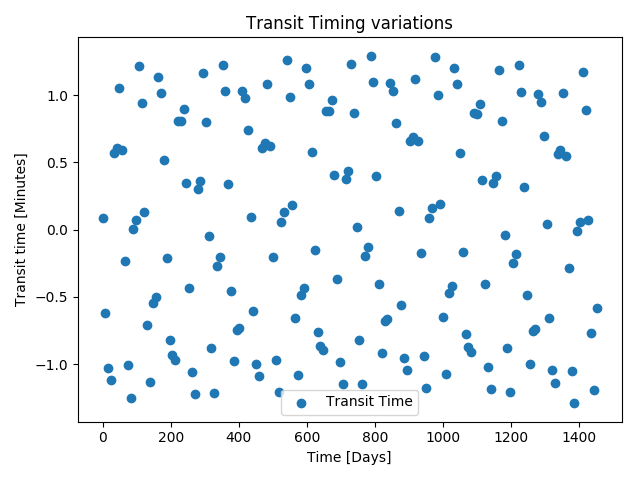 Transit Timing variations
Transit time [Minutes]
1.0
0.5
0.0
−0.5
−1.0
Transit Time
0 200 400 600 800 1000 1200 1400
Time [Days]